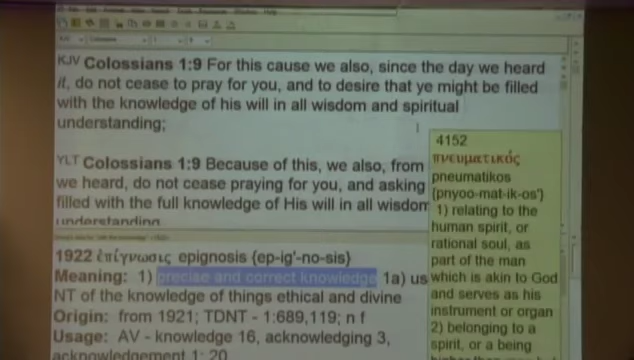 KJV Colossians 1:9 For this cause we also, since the day we heard
it, do not cease to pray for you, and to desire that ye might be filled
with the knowledge of his will in all wisdom and spiritual
understanding;
YLT Colossians 1:9 Because of this, we also, from
we heard, do not cease praying for you, and asking
filled with the full knowledge of His will in all wisdom
understanding
1922 ἐπίγνωσις epignosis {ep-ig'-no-sis}
Meaning: 1) precise and correct knowledge 1a) us
NT of the knowledge of things ethical and divine
Origin: from 1921; TDNT - 1:689,119; n f
Usage: AV - knowledge 16, acknowledging 3,
acknowledgement 1; 20
4152
πνευματικός
pneumatikos
{pnyoo-mat-ik-os'}
1) relating to the
human spirit, or
rational soul, as
part of the man
which is akin to God
and serves as his
instrument or organ
2) belonging to a
spirit, or a being